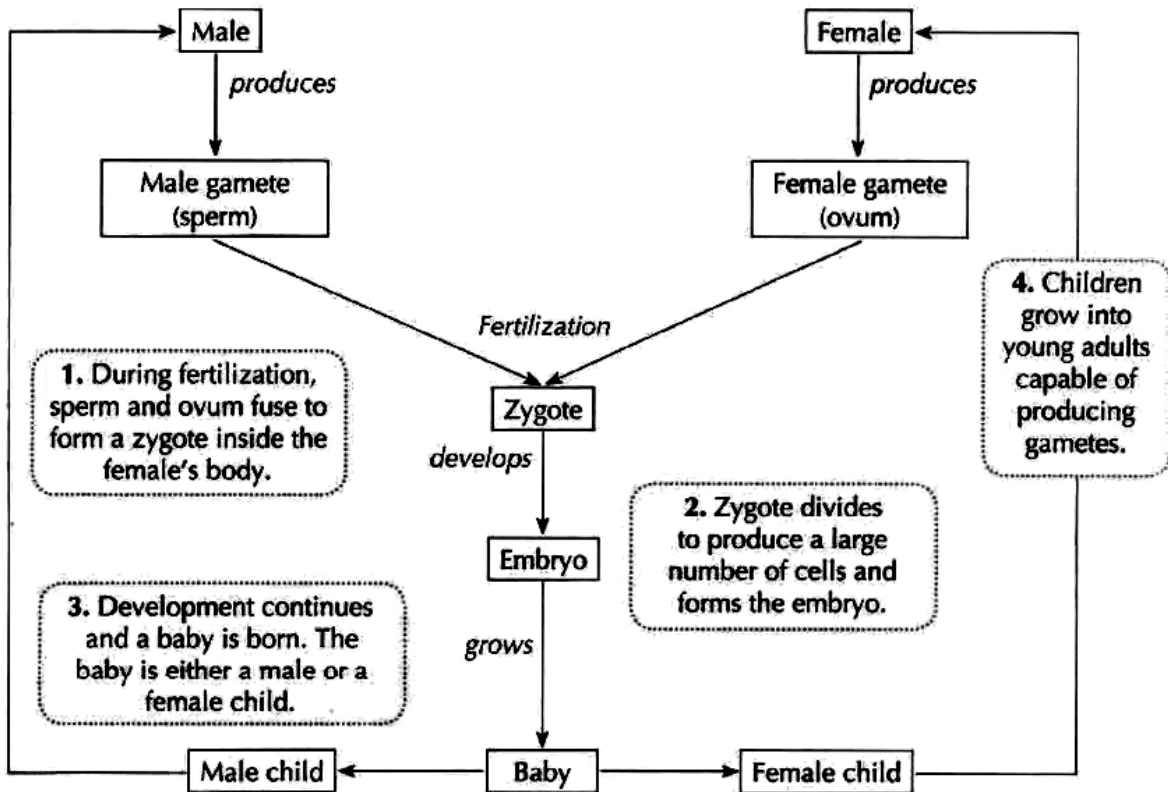 Male
Female
produces
produces
Male gamete
(sperm)
Female gamete
(ovum)
Fertilization
1. During fertilization,
sperm and ovum fuse to
form a zygote inside the
female's body.
4. Children
grow into
young adults
capable of
producing
gametes.
Zygote
develops
2. Zygote divides
to produce a large
number of cells and
forms the embryo.
Embryo
3. Development continues
and a baby is born. The
baby is either a male or a
female child.
grows
Male child
Baby
Female child